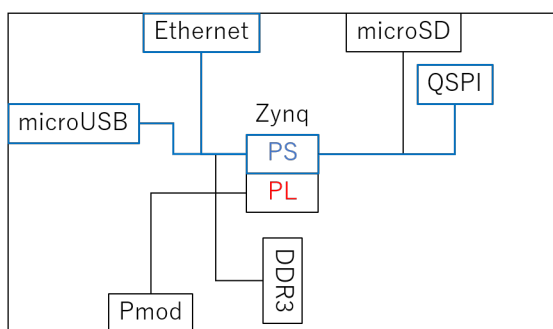 Ethernet
microSD
QSPI
microUSB
Zynq
PS
PL
DDR3
Pmod